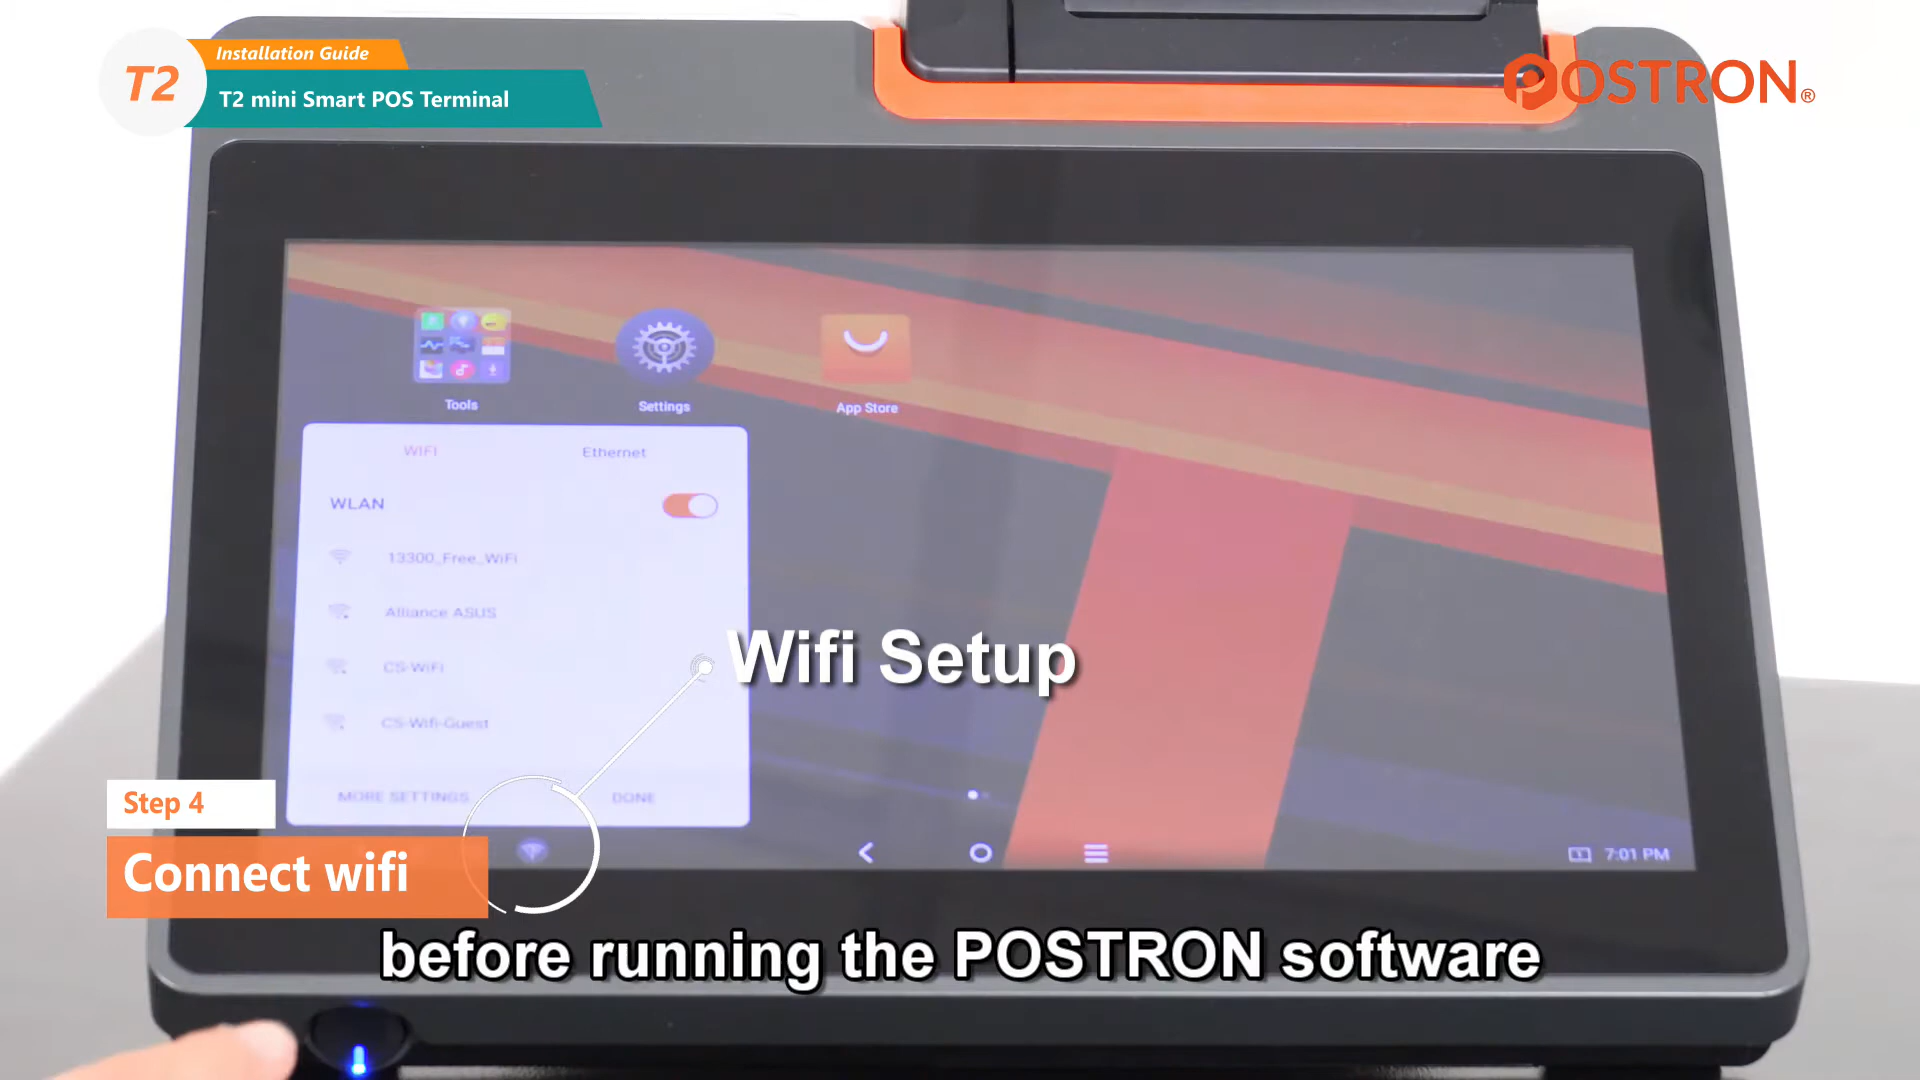 Installation Guide
T2
T2 mini Smart POS Terminal
POSTRON®
Tools
Settings
App Store
WIFI
Ethernet
WLAN
13300_Free_WiFi
Alliance ASUS
CS-WiFi
CS-Wifi-Guest
MORE SETTINGS
DONE
Wifi Setup
Step 4
Connect wifi
7:01 PM
before running the POSTRON software